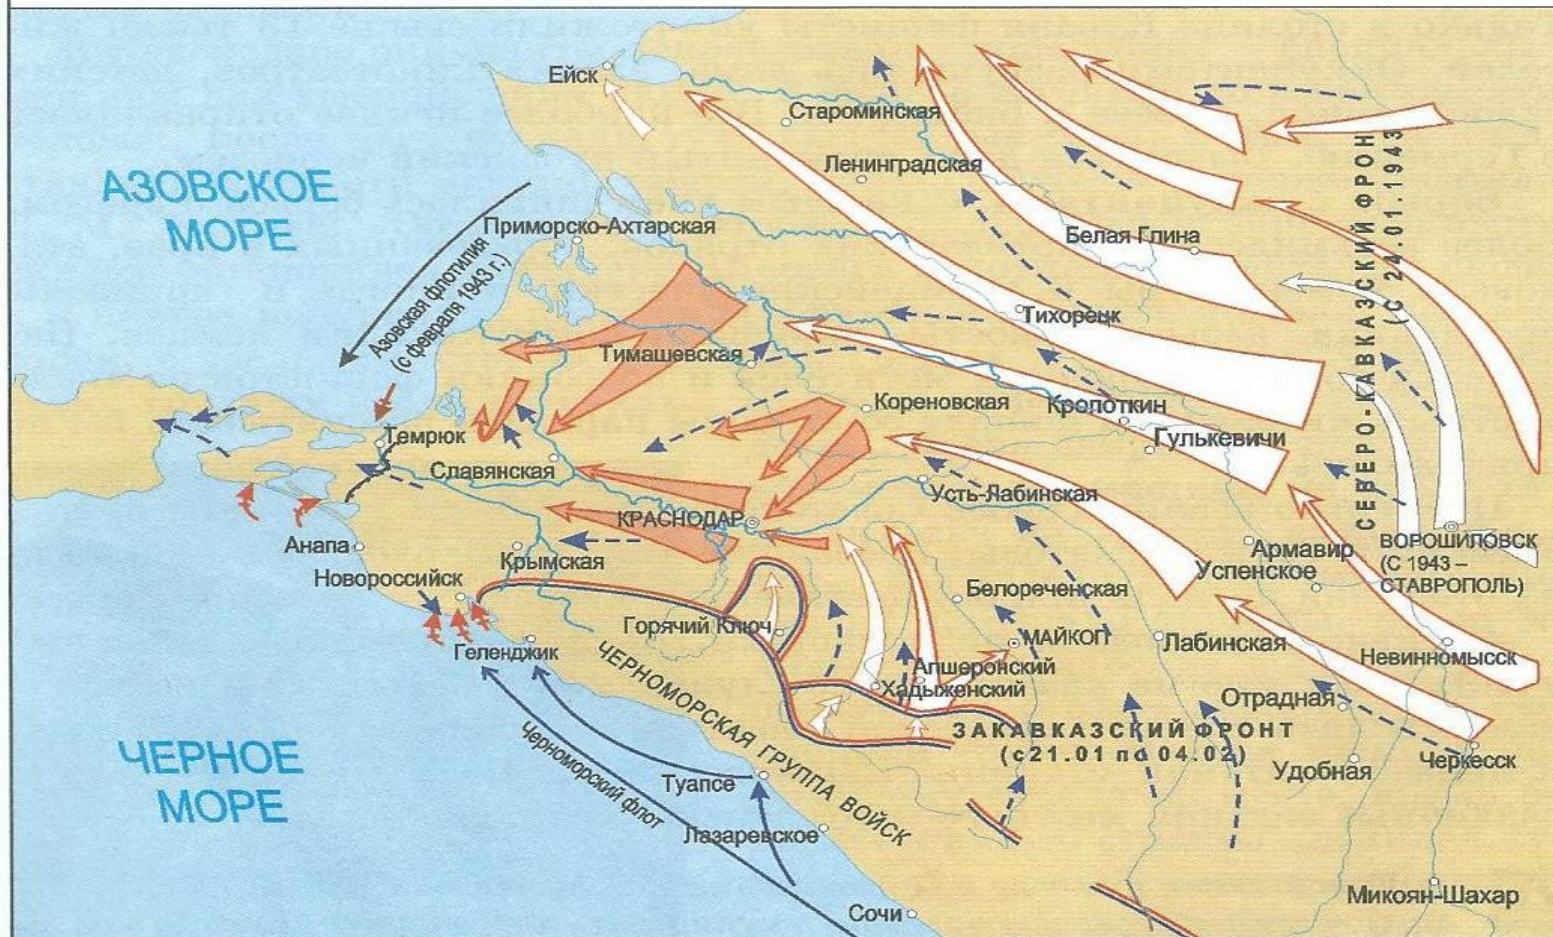 Ейск
Староминская
Ленинградская
АЗОВСКОЕ
МОРЕ
Приморско-Ахтарская
Белая Глина
Азовская флотилия
(с февраля 1943 г.)
СЕВЕРО-КАВКАЗСКИЙ ФРОН
(С 24.01.1943
Тихорецк
Тимашевская
Кореновская
Кропоткин
Гулькевичи
Темрюк
Славянская
Усть-Лабинская
КРАСНОДАР
Анапа
Крымская
Армавир
Успенское
ВОРОШИЛОВСК
(С 1943 –
СТАВРОПОЛЬ)
Новороссийск
Белореченская
Горячий Ключ
МАЙКОП
Лабинская
Невинномысск
Геленджик
Апшеронский
Хадыженский
Отрадная
ЧЕРНОМОРСКАЯ ГРУППА ВОЙСК
ЗАКАВКАЗСКИЙ ФРОНТ
(с21.01 по 04.02)
ЧЕРНОЕ
МОРЕ
Черноморский флот
Туапсе
Удобная
Черкесск
Лазаревское
Микоян-Шахар
Сочи